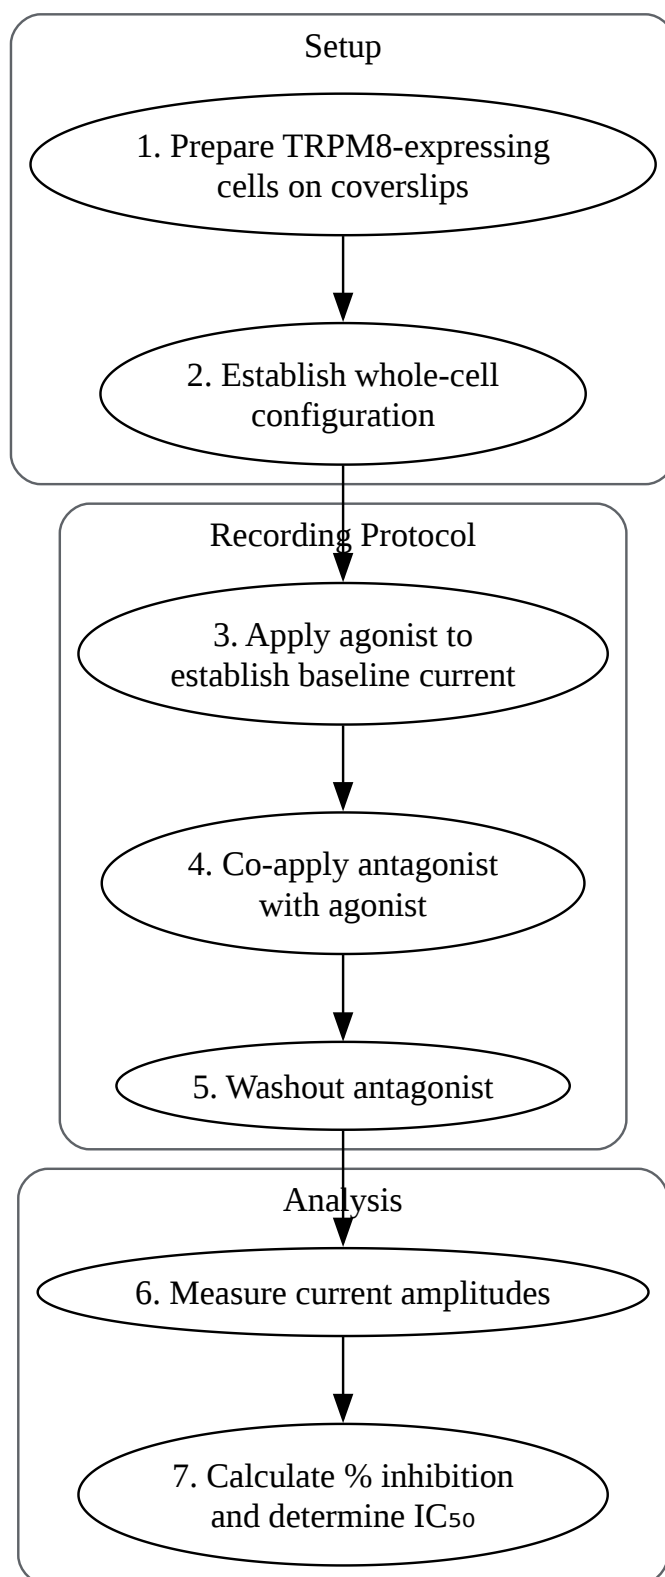 Setup
1. Prepare TRPM8-expressing
cells on coverslips
2. Establish whole-cell
configuration
Recording Protocol
3. Apply agonist to
establish baseline current
4. Co-apply antagonist
with agonist
5. Washout antagonist
Analysis
6. Measure current amplitudes
7. Calculate % inhibition
and determine IC₅₀